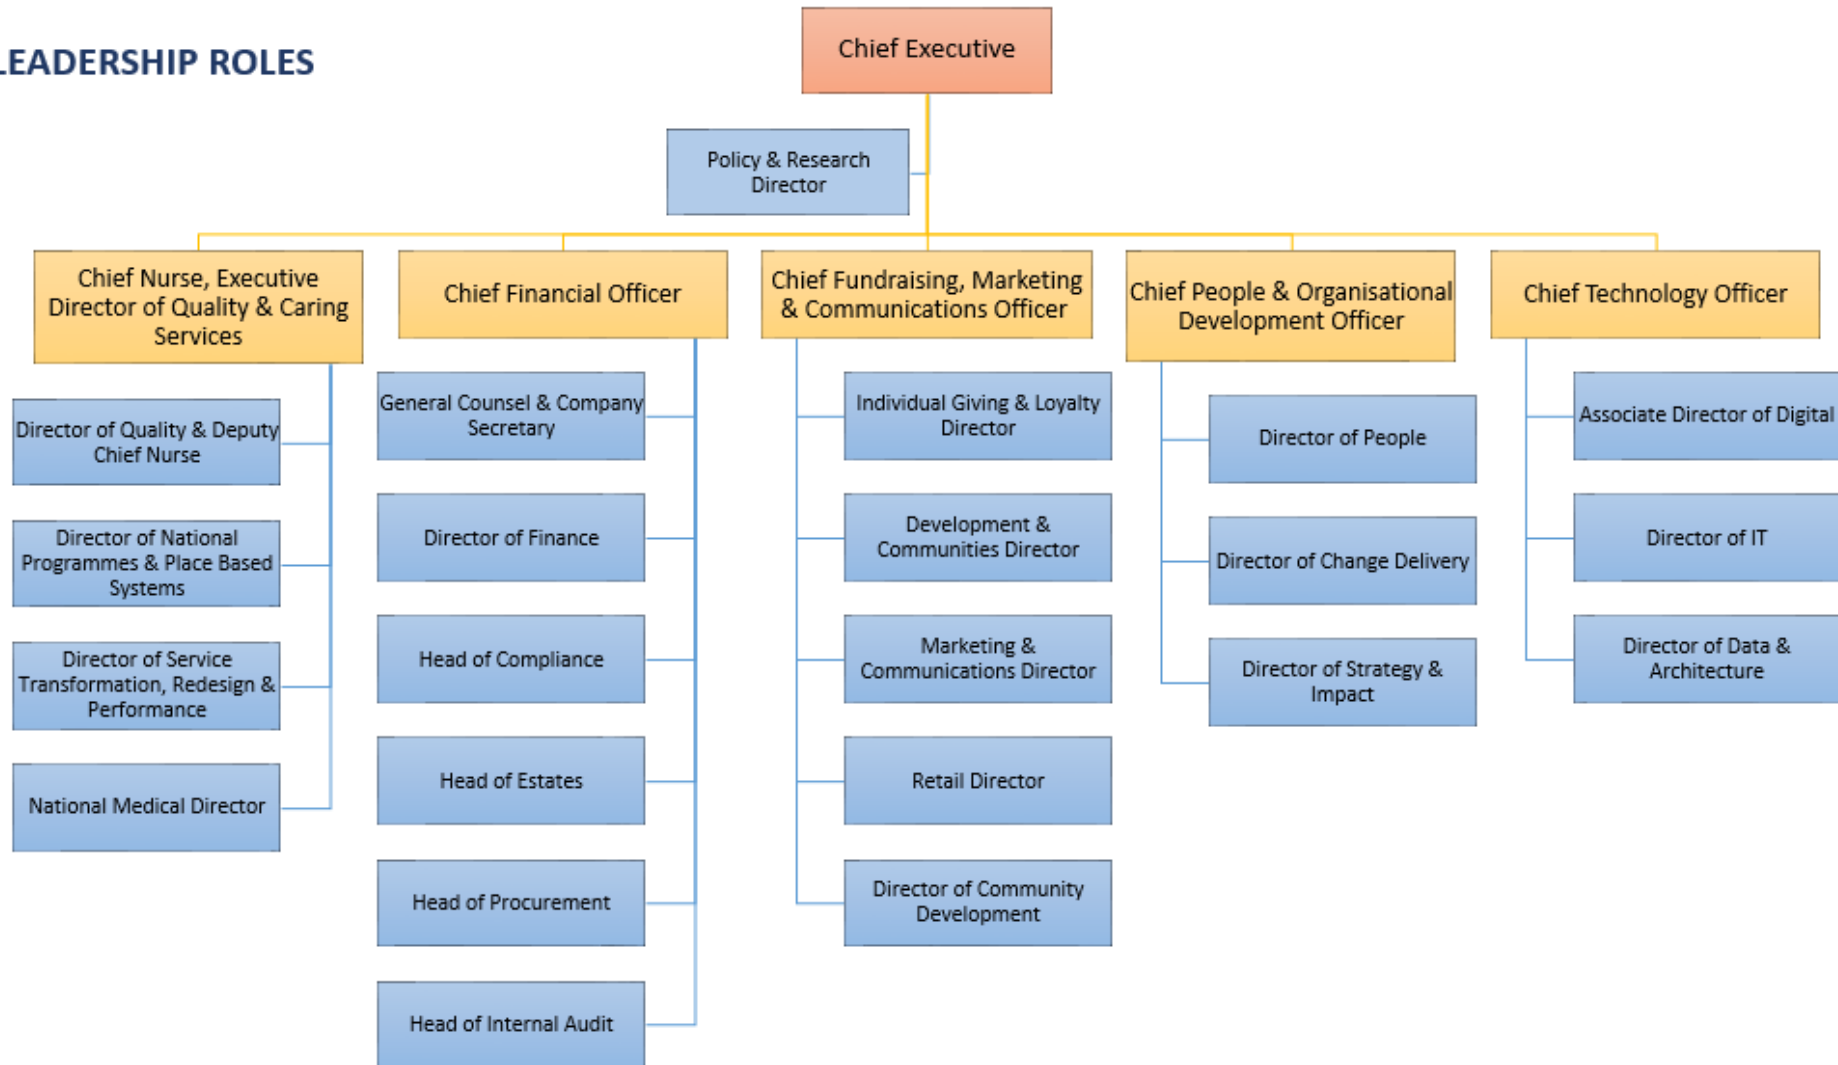 LEADERSHIP ROLES
Chief Executive
Policy & Research
Director
Chief Nurse, Executive
Director of Quality & Caring
Services
Director of Quality & Deputy
Chief Nurse
Director of National
Programmes & Place Based
Systems
Director of Service
Transformation, Redesign &
Performance
National Medical Director
Chief Financial Officer
General Counsel & Company
Secretary
Director of Finance
Head of Compliance
Head of Estates
Head of Procurement
Head of Internal Audit
Chief Fundraising, Marketing
& Communications Officer
Individual Giving & Loyalty
Director
Development &
Communities Director
Marketing &
Communications Director
Retail Director
Director of Community
Development
Chief People & Organisational
Development Officer
Director of People
Director of Change Delivery
Director of Strategy &
Impact
Chief Technology Officer
Associate Director of Digital
Director of IT
Director of Data &
Architecture